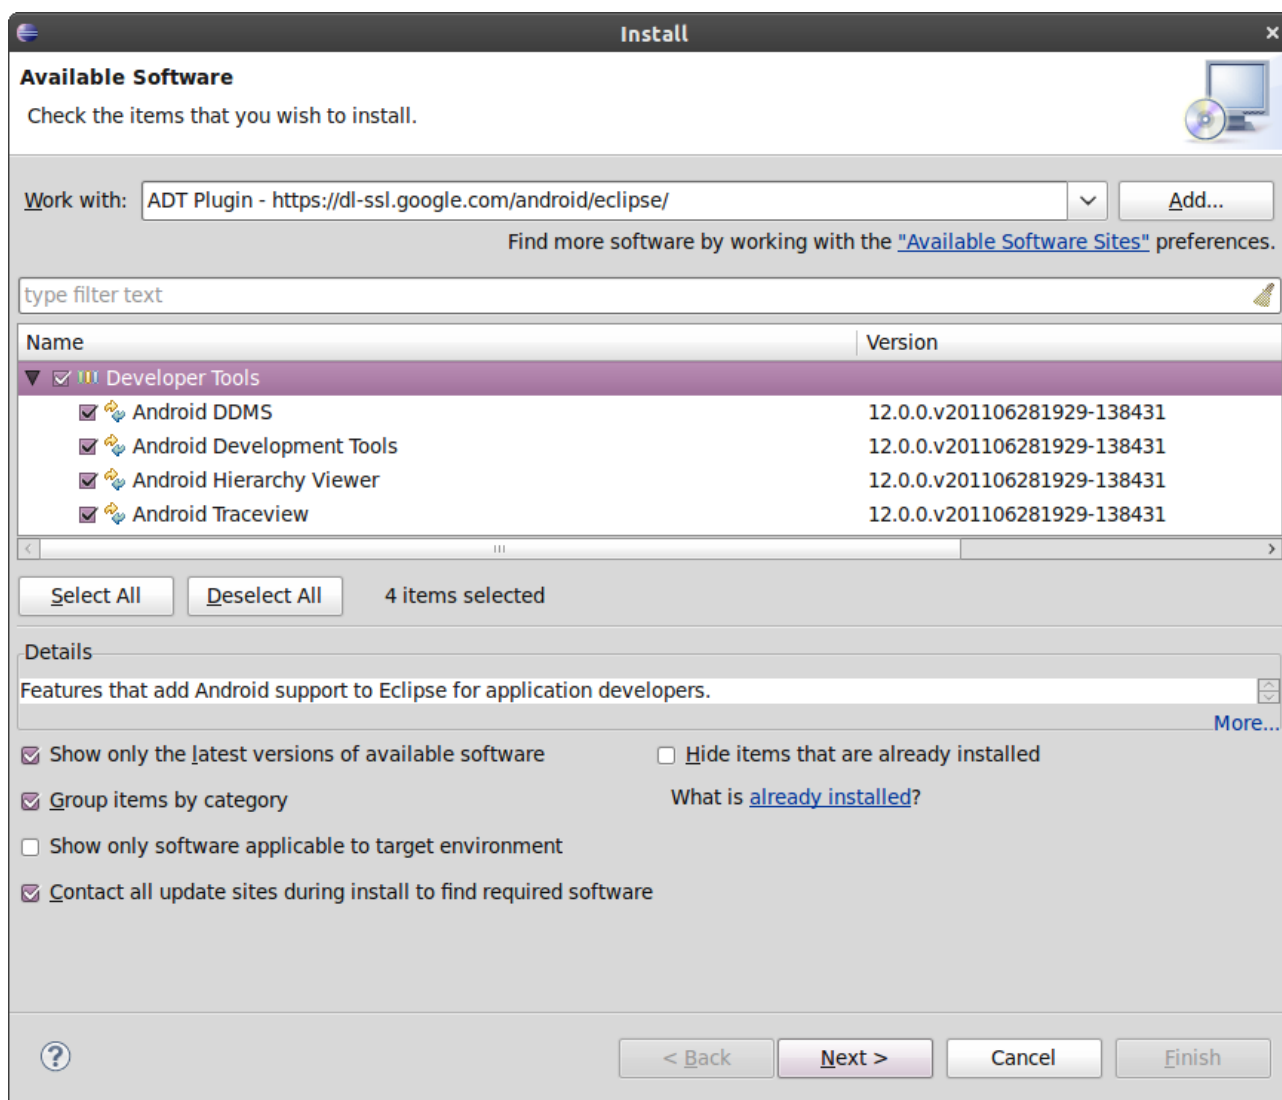 Install
Available Software
Check the items that you wish to install.
Work with: ADT Plugin - https://dl-ssl.google.com/android/eclipse/ Add...
Find more software by working with the "Available Software Sites" preferences.
type filter text
Name Version
Developer Tools
Android DDMS 12.0.0.v201106281929-138431
Android Development Tools 12.0.0.v201106281929-138431
Android Hierarchy Viewer 12.0.0.v201106281929-138431
Android Traceview 12.0.0.v201106281929-138431
Select All Deselect All 4 items selected
Details
Features that add Android support to Eclipse for application developers.
More...
Show only the latest versions of available software Hide items that are already installed
Group items by category What is already installed?
Show only software applicable to target environment
Contact all update sites during install to find required software
? < Back Next > Cancel Finish